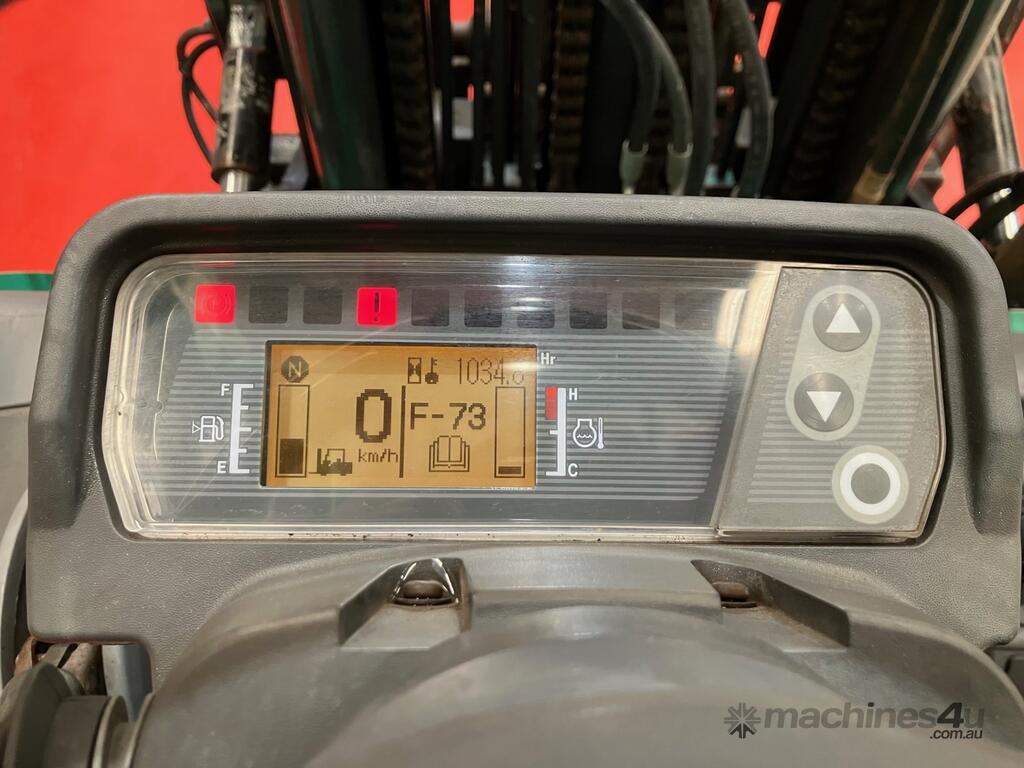 N 1034.6 Hr
F 0 F-73 H
E km/h C
machines4u
.com.au